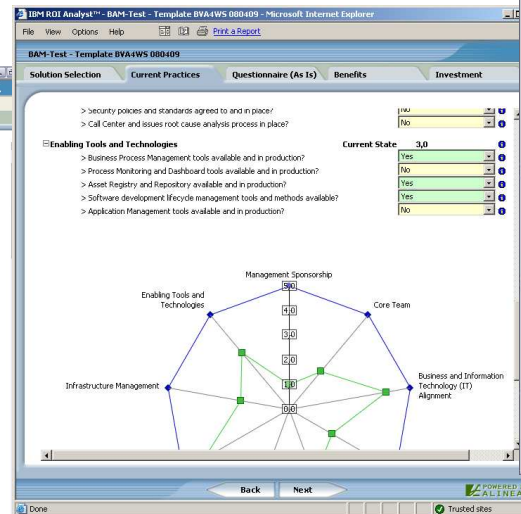 IBM ROI Analyst™ - BAM-Test - Template BVA4WS 080409 - Microsoft Internet Explorer
File View Options Help Print a Report
BAM-Test - Template BVA4WS 080409
Solution Selection Current Practices Questionnaire (As Is) Benefits Investment
> Security policies and standards agreed to and in place? No
> Call Center and issues root cause analysis process in place? No
Enabling Tools and Technologies Current State 3,0
> Business Process Management tools available and in production? Yes
> Process Monitoring and Dashboard tools available and in production? No
> Asset Registry and Repository available and in production? Yes
> Software development lifecycle management tools and methods available? Yes
> Application Management tools available and in production? No
Management Sponsorship
5,0
Enabling Tools and
Technologies
Core Team
4,0
3,0
2,0
Business and Information
Technology (IT)
Alignment
Infrastructure Management
1,0
0,0
Back Next
POWERED
ALINEA
Done Trusted sites